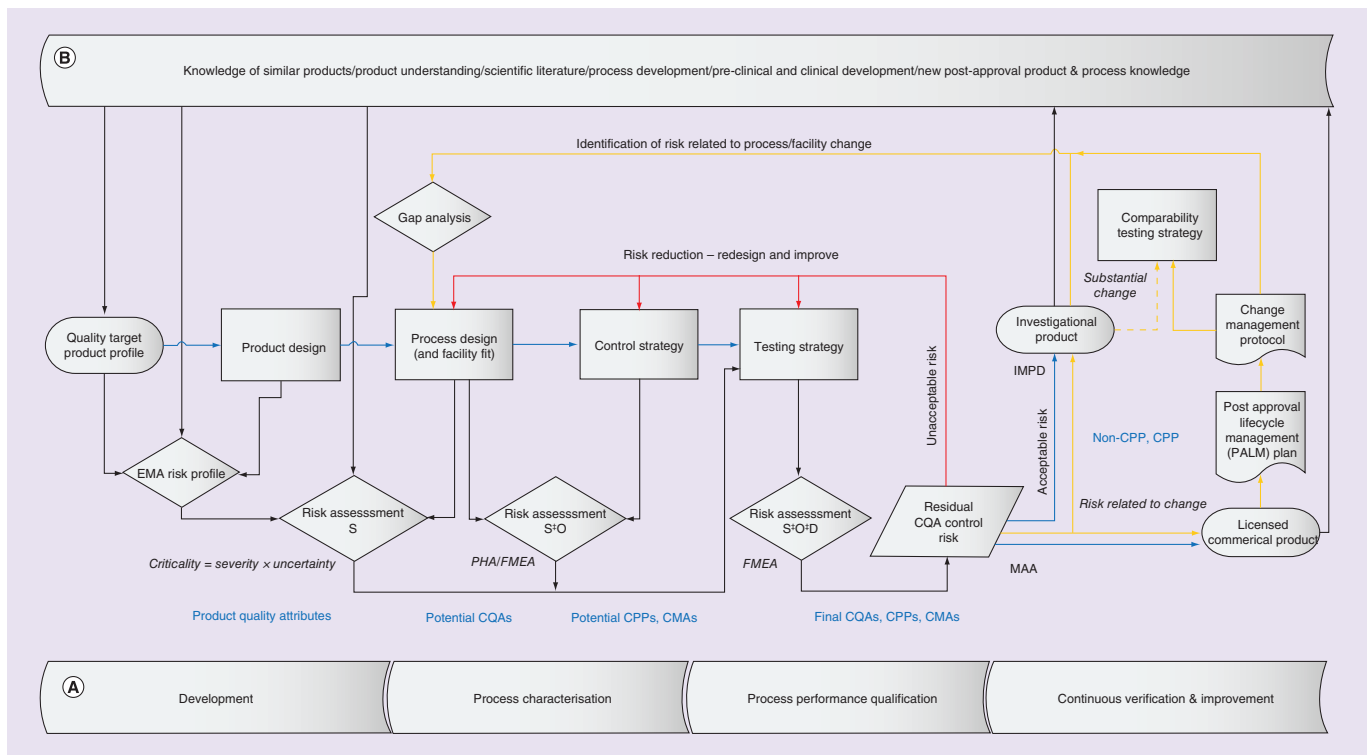 B
Knowledge of similar products/product understanding/scientific literature/process development/pre-clinical and clinical development/new post-approval product & process knowledge
Identification of risk related to process/facility change
Gap analysis
Comparability
testing strategy
Risk reduction – redesign and improve
Substantial
change
Quality target
product profile
Product design
Process design
(and facility fit)
Control strategy
Testing strategy
Investigational
product
Change
management
protocol
IMPD
Unacceptable risk
Acceptable risk
Non-CPP, CPP
Post approval
lifecycle
management
(PALM) plan
EMA risk profile
Risk assesssment
S
Risk assesssment
S‡O
Risk assesssment
S‡O‡D
Residual
CQA control
risk
Risk related to change
Licensed
commerical product
Criticality = severity × uncertainty
PHA/FMEA
FMEA
MAA
Product quality attributes
Potential CQAs
Potential CPPs, CMAs
Final CQAs, CPPs, CMAs
A
Development
Process characterisation
Process performance qualification
Continuous verification & improvement